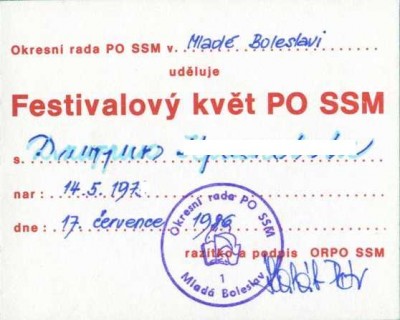 Okresní rada PO SSM v. Mladé Boleslavi
uděluje
Festivalový květ PO SSM
s. Dmitrijem
nar : 14.5.197
dne : 17. července 1986
Okresní rada PO SSM
1
Mladá Boleslav
razítko a podpis ORPO SSM